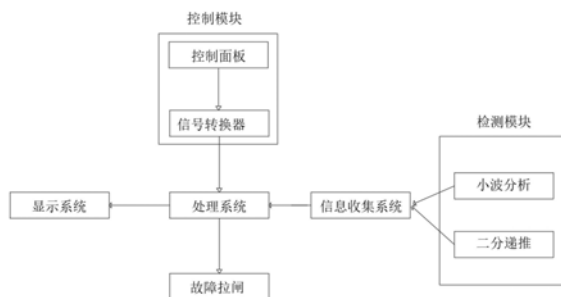 控制模块
控制面板
信号转换器
检测模块
小波分析
显示系统
处理系统
信息收集系统
二分递推
故障拉闸